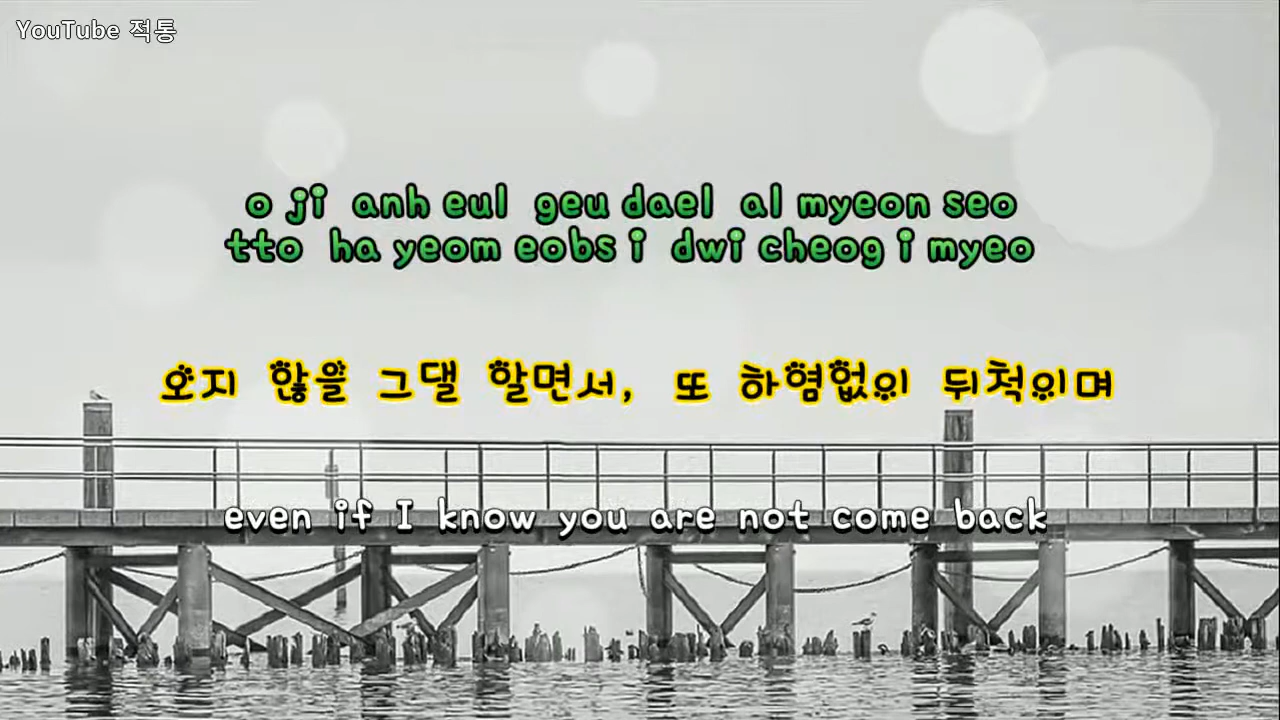 YouTube 적통
o ji anh eul geu dael al myeon seo
tto ha yeom eobs i dwi cheog i myeo
오지 않을 그댈 알면서, 또 하염없이 뒤척이며
even if I know you are not come back